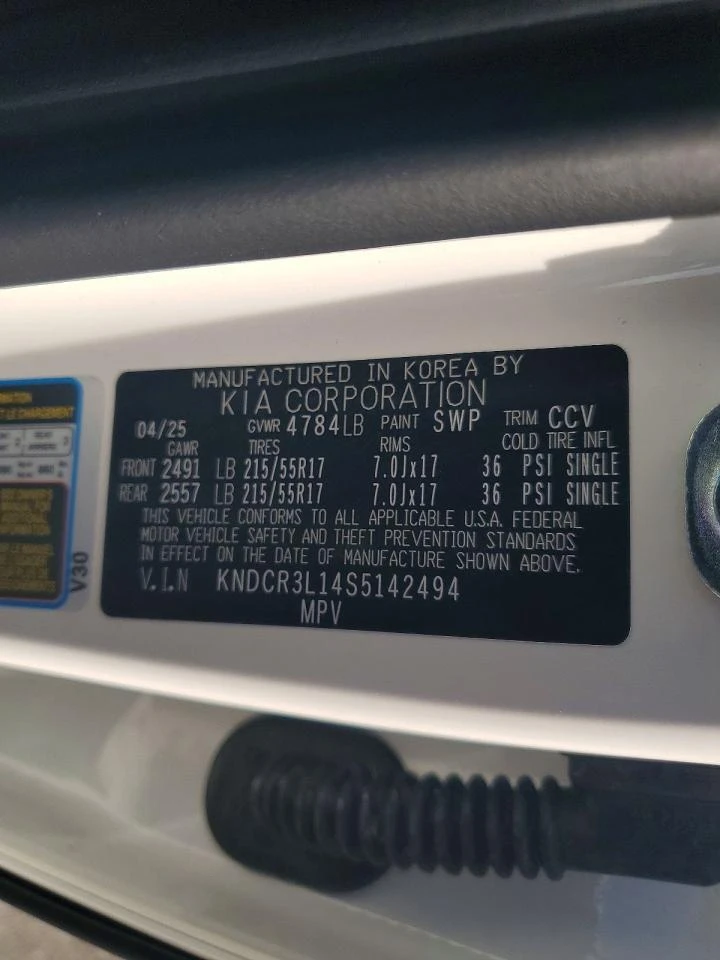 MANUFACTURED IN KOREA BY
KIA CORPORATION
04/25 GVWR 4784LB PAINT SWP TRIM CCV
GAWR TIRES RIMS COLD TIRE INFL
FRONT 2491 LB 215/55R17 7.0Jx17 36 PSI SINGLE
REAR 2557 LB 215/55R17 7.0Jx17 36 PSI SINGLE
THIS VEHICLE CONFORMS TO ALL APPLICABLE U.S.A. FEDERAL
MOTOR VEHICLE SAFETY AND THEFT PREVENTION STANDARDS
IN EFFECT ON THE DATE OF MANUFACTURE SHOWN ABOVE.
V.I.N KNDCR3L14S5142494
MPV
CHARGEMENT
V30